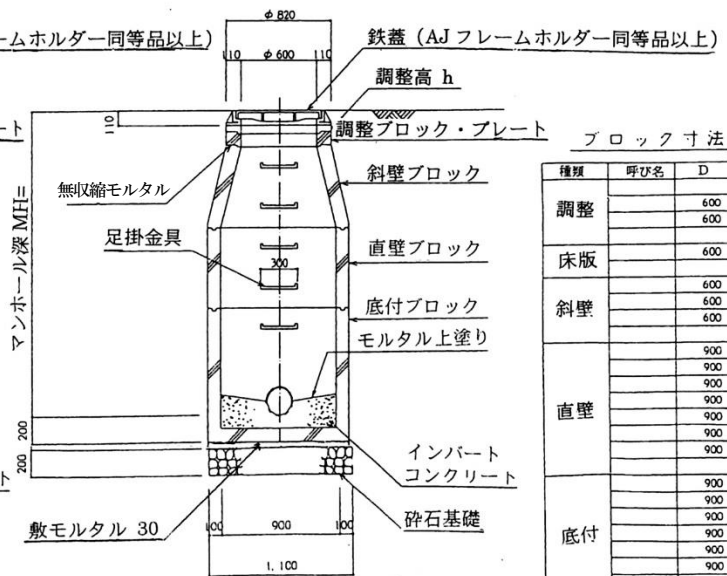 φ 820
ームホルダー同等品以上)
鉄蓋 (AJ フレームホルダー同等品以上)
110
φ 600
110
調整高 h
110
ート
調整ブロック・プレート
ブロック寸法
無収縮モルタル
斜壁ブロック
足掛金具
直壁ブロック
300
マンホール深 MH=
底付ブロック
モルタル上塗り
200
200
インバート
コンクリート
ト
敷モルタル 30
100
900
100
砕石基礎
1,100
種類 呼び名 D
調整
600
600
床版 600
斜壁
600
600
600
直壁
900
900
900
900
900
900
900
底付
900
900
900
900
900
900